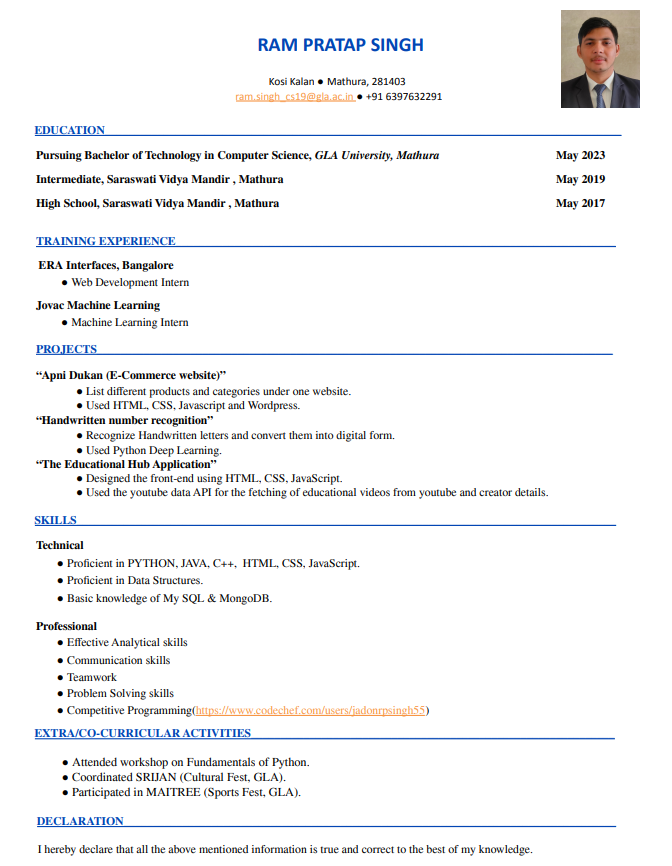 RAM PRATAP SINGH
Kosi Kalan ● Mathura, 281403
ram.singh_cs19@gla.ac.in ● +91 6397632291
EDUCATION
Pursuing Bachelor of Technology in Computer Science, GLA University, Mathura May 2023
Intermediate, Saraswati Vidya Mandir , Mathura May 2019
High School, Saraswati Vidya Mandir , Mathura May 2017
TRAINING EXPERIENCE
ERA Interfaces, Bangalore
● Web Development Intern
Jovac Machine Learning
● Machine Learning Intern
PROJECTS
“Apni Dukan (E-Commerce website)”
● List different products and categories under one website.
● Used HTML, CSS, Javascript and Wordpress.
“Handwritten number recognition”
● Recognize Handwritten letters and convert them into digital form.
● Used Python Deep Learning.
“The Educational Hub Application”
● Designed the front-end using HTML, CSS, JavaScript.
● Used the youtube data API for the fetching of educational videos from youtube and creator details.
SKILLS
Technical
● Proficient in PYTHON, JAVA, C++, HTML, CSS, JavaScript.
● Proficient in Data Structures.
● Basic knowledge of My SQL & MongoDB.
Professional
● Effective Analytical skills
● Communication skills
● Teamwork
● Problem Solving skills
● Competitive Programming(https://www.codechef.com/users/jadonrpsingh55)
EXTRA/CO-CURRICULAR ACTIVITIES
● Attended workshop on Fundamentals of Python.
● Coordinated SRIJAN (Cultural Fest, GLA).
● Participated in MAITREE (Sports Fest, GLA).
DECLARATION
I hereby declare that all the above mentioned information is true and correct to the best of my knowledge.